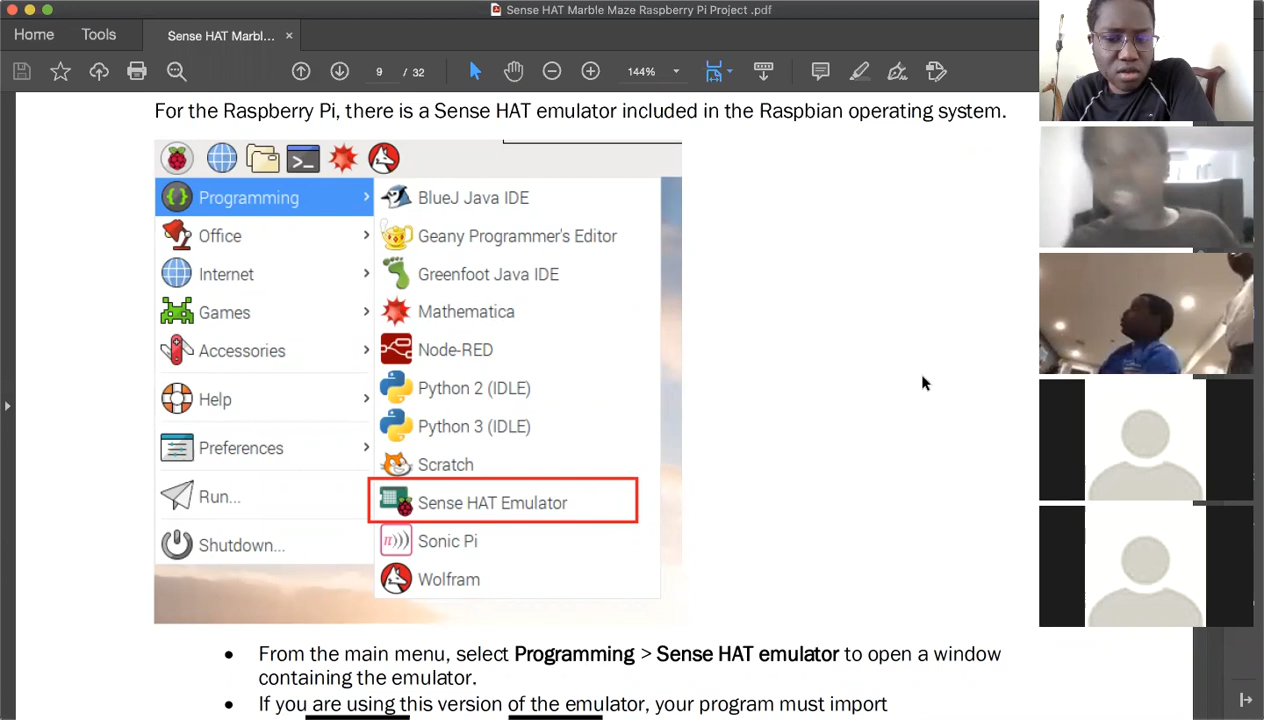 Sense HAT Marble Maze Raspberry Pi Project .pdf
Home Tools Sense HAT Marbl... ×
9 / 32 144%
For the Raspberry Pi, there is a Sense HAT emulator included in the Raspbian operating system.
Programming
Office
Internet
Games
Accessories
Help
Preferences
Run...
Shutdown...
BlueJ Java IDE
Geany Programmer's Editor
Greenfoot Java IDE
Mathematica
Node-RED
Python 2 (IDLE)
Python 3 (IDLE)
Scratch
Sense HAT Emulator
Sonic Pi
Wolfram
• From the main menu, select Programming > Sense HAT emulator to open a window
containing the emulator.
• If you are using this version of the emulator, your program must import